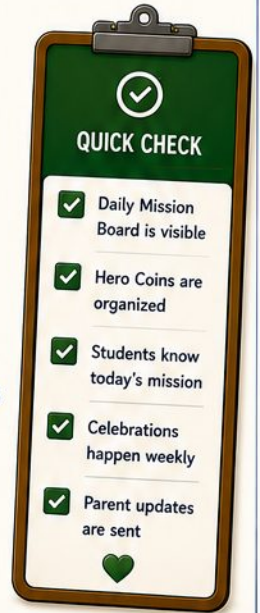 QUICK CHECK
Daily Mission
Board is visible
Hero Coins are
organized
Students know
today's mission
Celebrations
happen weekly
Parent updates
are sent